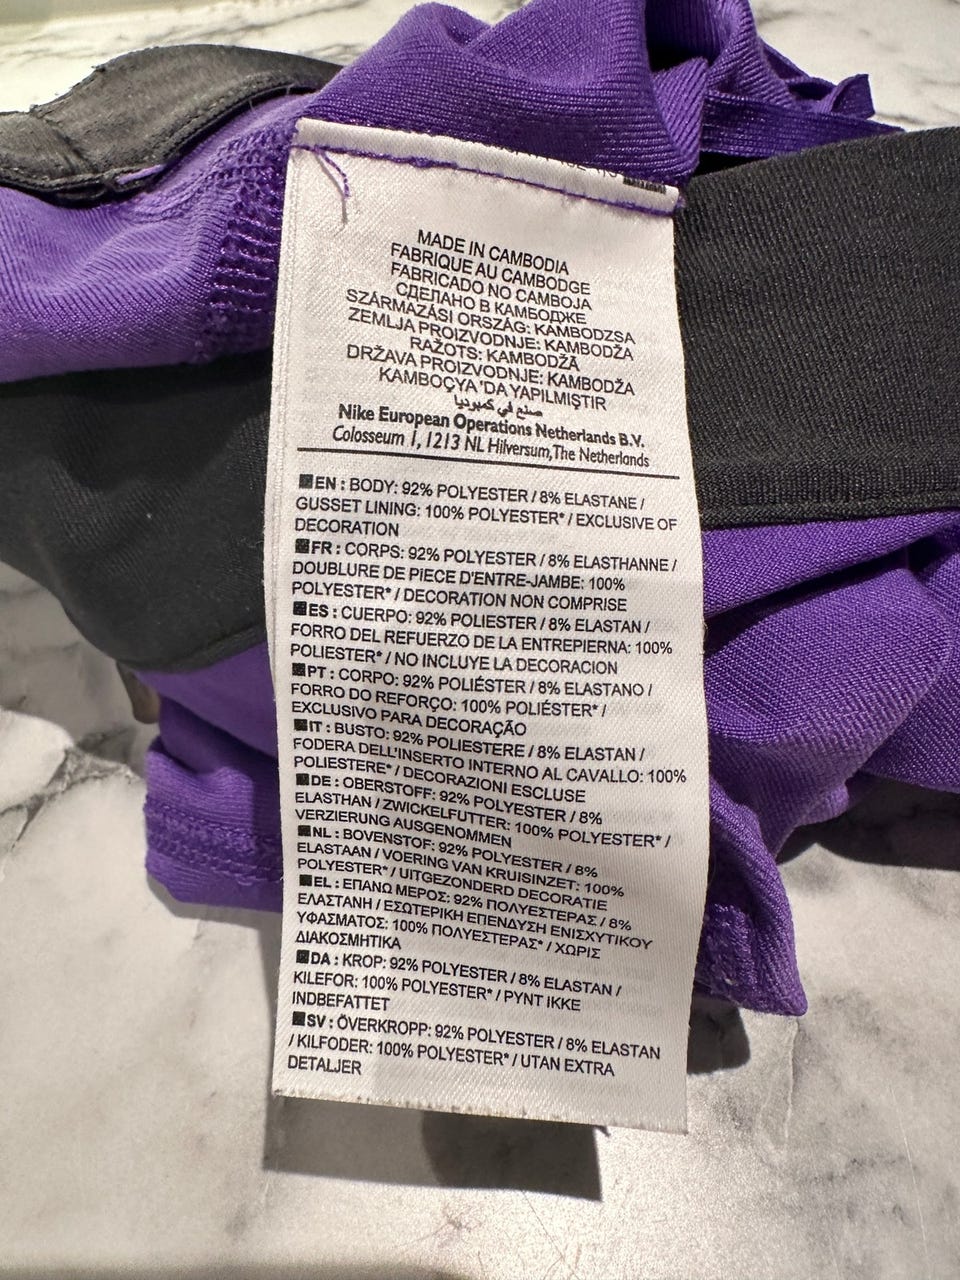 MADE IN CAMBODIA
FABRIQUE AU CAMBODGE
FABRICADO NO CAMBOJA
СДЕЛАНО В КАМБОДЖЕ
SZÁRMAZÁSI ORSZÁG: KAMBODZSA
ZEMLJA PROIZVODNJE: KAMBODŽA
RAŽOTS: KAMBODŽĀ
DRŽAVA PROIZVODNJE: KAMBODŽA
KAMBOÇYA 'DA YAPILMIŞTIR
صنع في كمبوديا
Nike European Operations Netherlands B.V.
Colosseum 1, 1213 NL Hilversum, The Netherlands
EN : BODY: 92% POLYESTER / 8% ELASTANE /
GUSSET LINING: 100% POLYESTER* / EXCLUSIVE OF
DECORATION
FR : CORPS: 92% POLYESTER / 8% ELASTHANNE /
DOUBLURE DE PIECE D'ENTRE-JAMBE: 100%
POLYESTER* / DECORATION NON COMPRISE
ES : CUERPO: 92% POLIESTER / 8% ELASTAN /
FORRO DEL REFUERZO DE LA ENTREPIERNA: 100%
POLIESTER* / NO INCLUYE LA DECORACION
PT : CORPO: 92% POLIÉSTER / 8% ELASTANO /
FORRO DO REFORÇO: 100% POLIÉSTER* /
EXCLUSIVO PARA DECORAÇÃO
IT : BUSTO: 92% POLIESTERE / 8% ELASTAN /
FODERA DELL'INSERTO INTERNO AL CAVALLO: 100%
POLIESTERE* / DECORAZIONI ESCLUSE
DE : OBERSTOFF: 92% POLYESTER / 8%
ELASTHAN / ZWICKELFUTTER: 100% POLYESTER* /
VERZIERUNG AUSGENOMMEN
NL : BOVENSTOF: 92% POLYESTER / 8%
ELASTAAN / VOERING VAN KRUISINZET: 100%
POLYESTER* / UITGEZONDERD DECORATIE
EL : ΕΠΑΝΩ ΜΕΡΟΣ: 92% ΠΟΛΥΕΣΤΕΡΑΣ / 8%
ΕΛΑΣΤΑΝΗ / ΕΣΩΤΕΡΙΚΗ ΕΠΕΝΔΥΣΗ ΕΝΙΣΧΥΤΙΚΟΥ
ΥΦΑΣΜΑΤΟΣ: 100% ΠΟΛΥΕΣΤΕΡΑΣ* / ΧΩΡΙΣ
ΔΙΑΚΟΣΜΗΤΙΚΑ
DA : KROP: 92% POLYESTER / 8% ELASTAN /
KILEFOR: 100% POLYESTER* / PYNT IKKE
INDBEFATTET
SV : ÖVERKROPP: 92% POLYESTER / 8% ELASTAN
/ KILFODER: 100% POLYESTER* / UTAN EXTRA
DETALJER